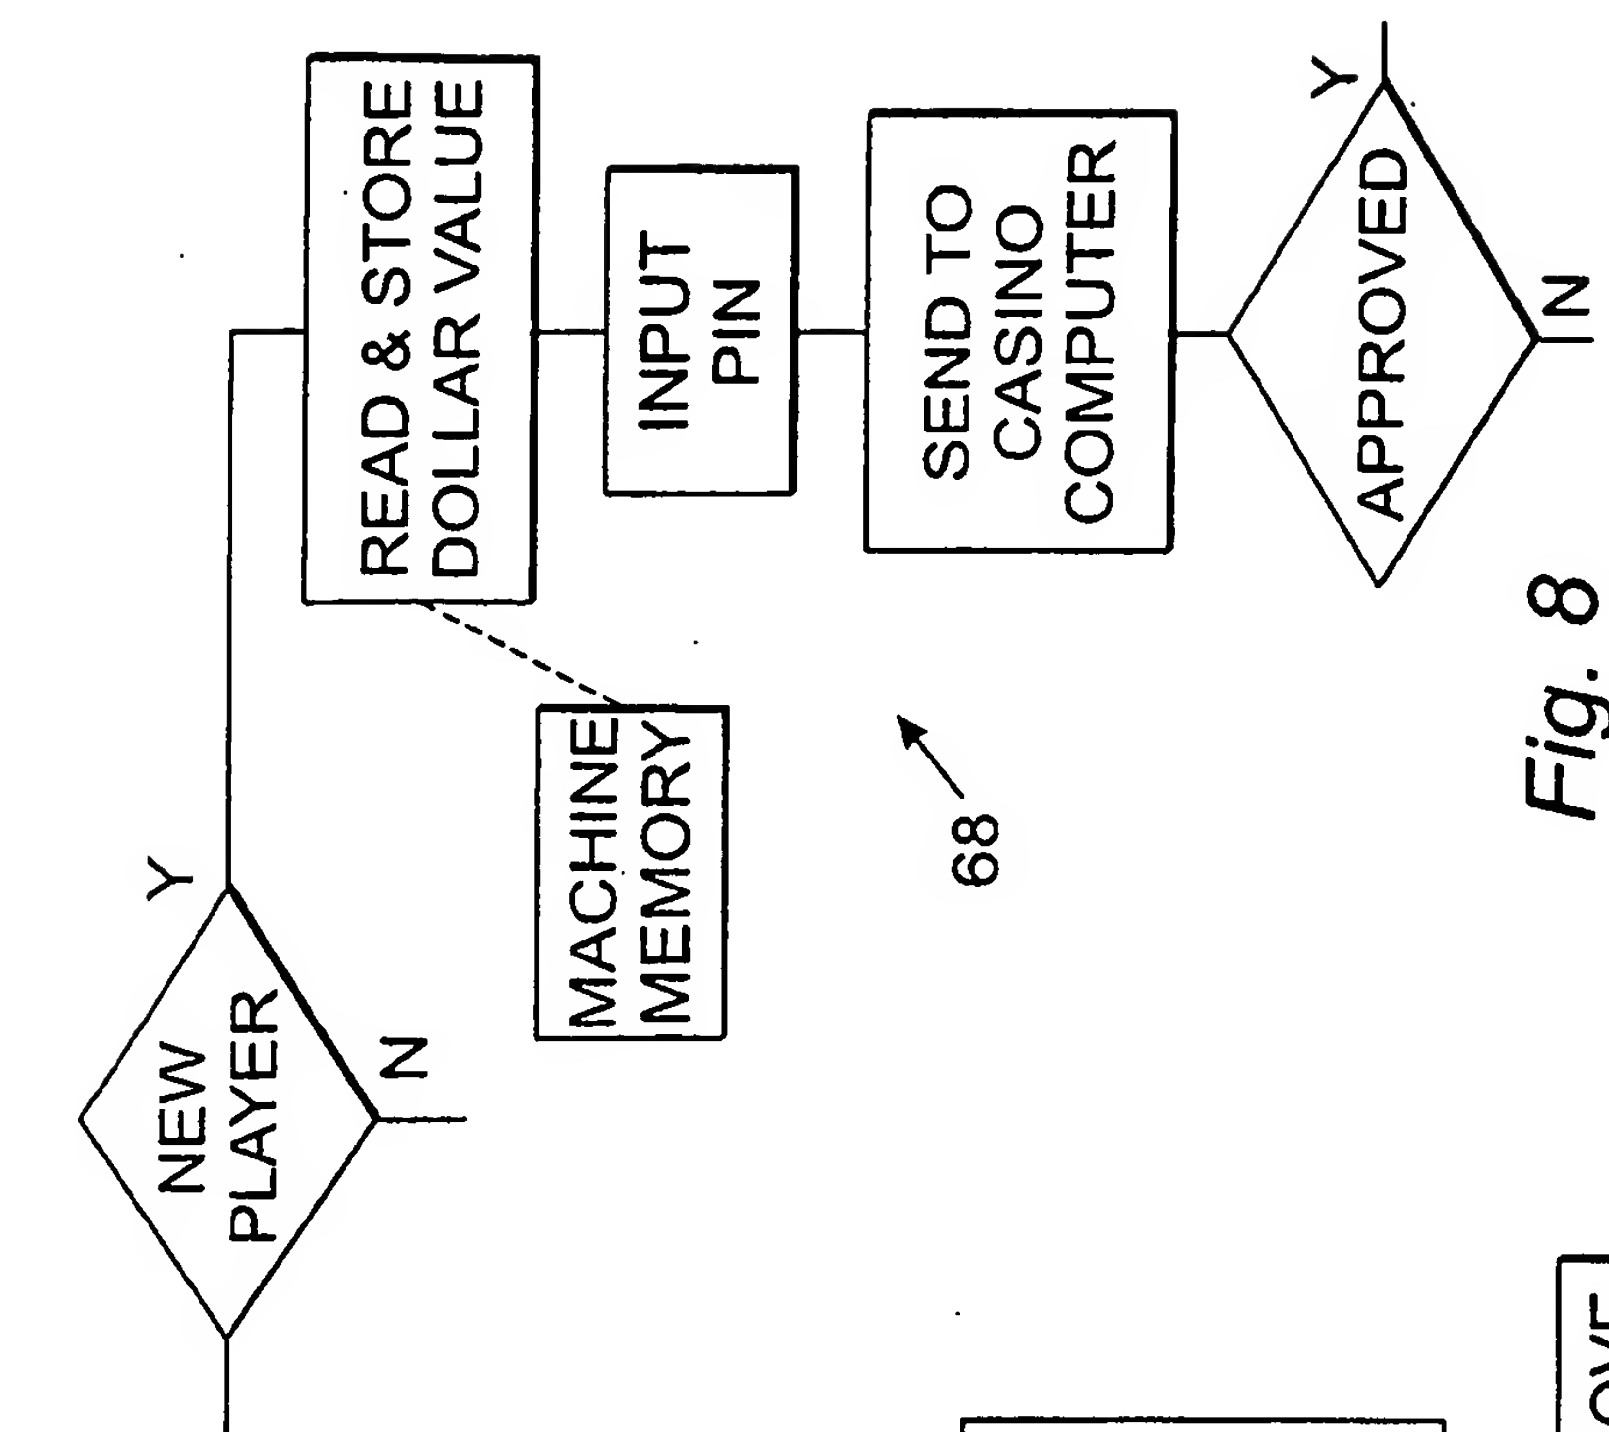 NEW
PLAYER
Y
N
READ & STORE
DOLLAR VALUE
MACHINE
MEMORY
INPUT
PIN
SEND TO
CASINO
COMPUTER
APPROVED
Y
N
68
Fig. 8